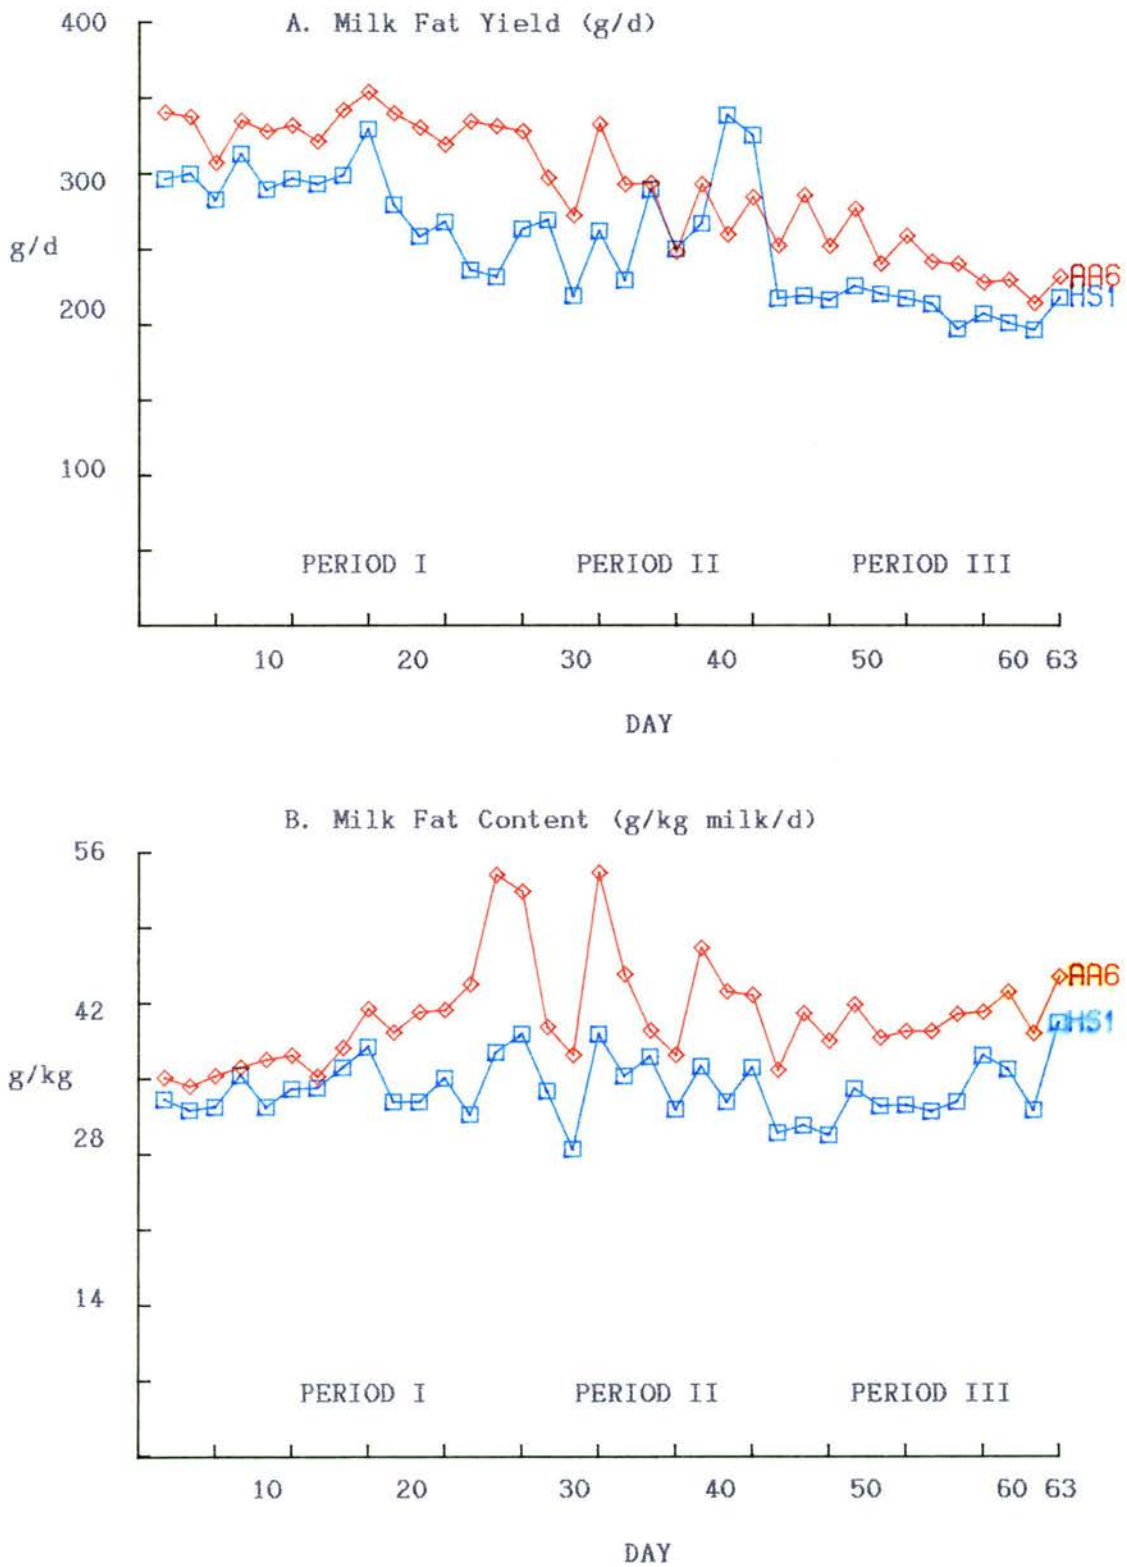 A. Milk Fat Yield (g/d)
400
300
g/d
200
100
AA6
HS1
PERIOD I PERIOD II PERIOD III
10 20 30 40 50 60 63
DAY
B. Milk Fat Content (g/kg milk/d)
56
42
g/kg
28
14
AA6
HS1
PERIOD I PERIOD II PERIOD III
10 20 30 40 50 60 63
DAY